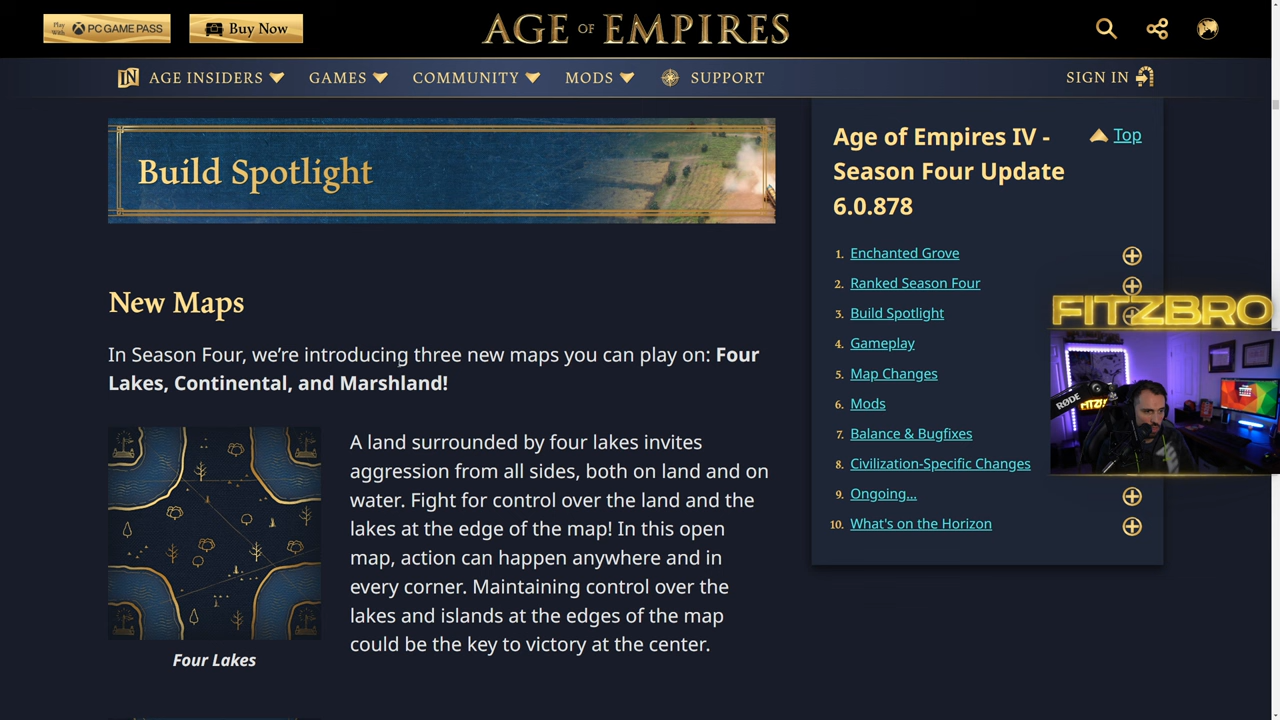 Play With
PC GAME PASS
Buy Now
AGE OF EMPIRES
AGE INSIDERS
GAMES
COMMUNITY
MODS
SUPPORT
SIGN IN
Build Spotlight
New Maps
In Season Four, we’re introducing three new maps you can play on: Four
Lakes, Continental, and Marshland!
A land surrounded by four lakes invites
aggression from all sides, both on land and on
water. Fight for control over the land and the
lakes at the edge of the map! In this open
map, action can happen anywhere and in
every corner. Maintaining control over the
lakes and islands at the edges of the map
could be the key to victory at the center.
Four Lakes
Age of Empires IV -
Season Four Update
6.0.878
Top
1. Enchanted Grove
2. Ranked Season Four
3. Build Spotlight
4. Gameplay
5. Map Changes
6. Mods
7. Balance & Bugfixes
8. Civilization-Specific Changes
9. Ongoing...
10. What's on the Horizon
FITZBRO
RØDE